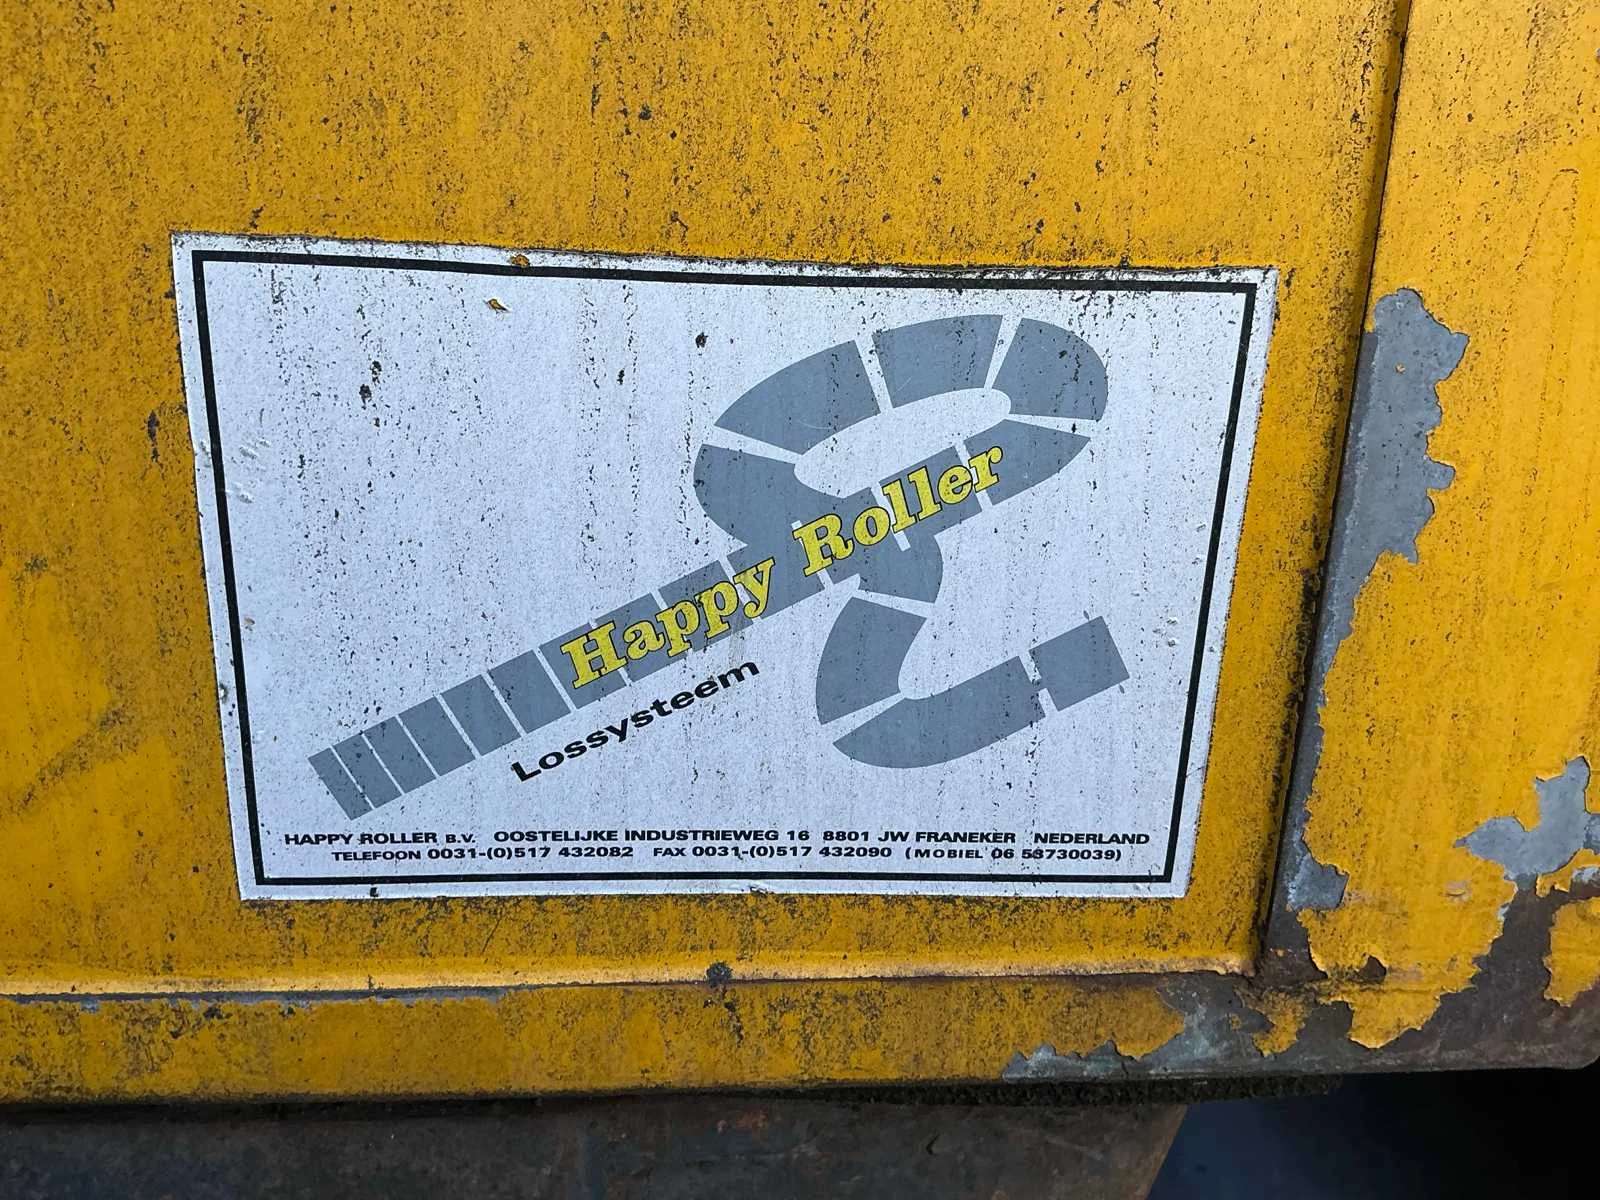 Happy Roller
Lossysteem
HAPPY ROLLER B.V. OOSTELIJKE INDUSTRIEWEG 16 8801 JW FRANEKER NEDERLAND
TELEFOON 0031-(0)517 432082 FAX 0031-(0)517 432090 (MOBIEL 06 53730039)